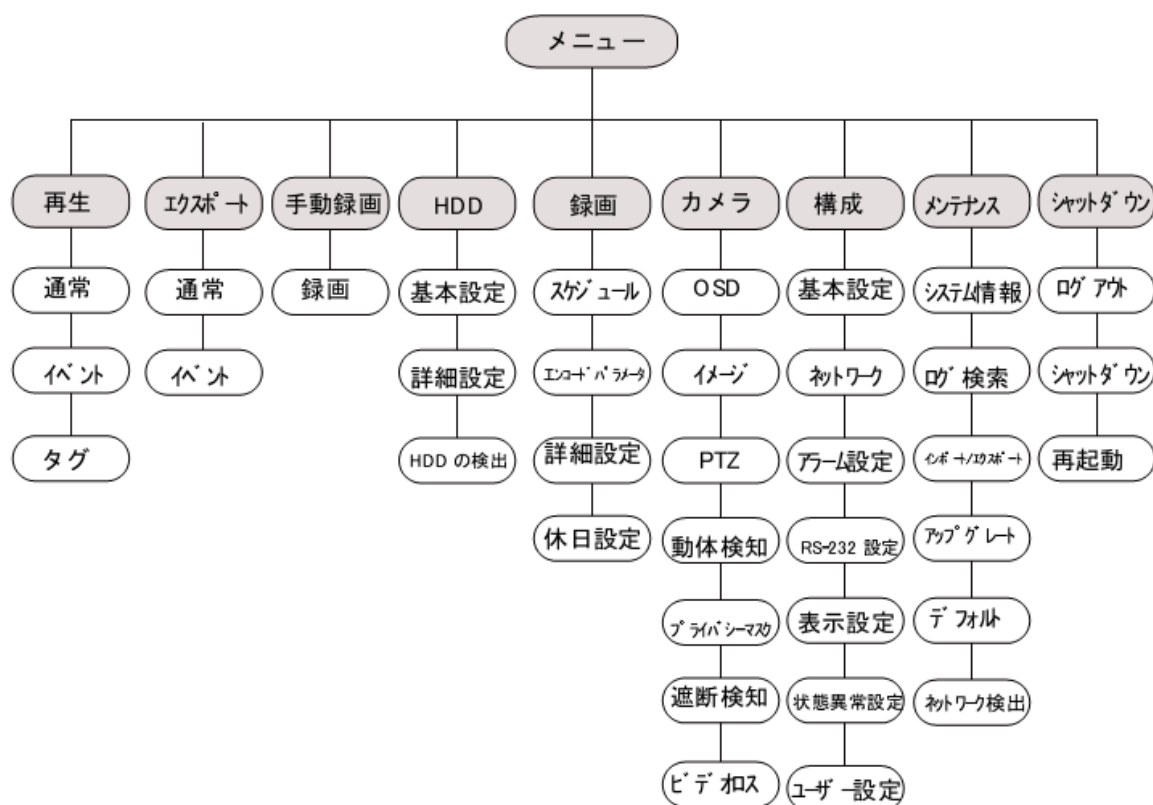 メニュー
再生
エクスポート
手動録画
HDD
録画
カメラ
構成
メンテナンス
シャットダウン
通常
通常
録画
基本設定
スケジュール
OSD
基本設定
システム情報
ログアウト
イベント
イベント
詳細設定
エンコードパラメータ
イメージ
ネットワーク
ログ検索
シャットダウン
タグ
HDD の検出
詳細設定
PTZ
アラーム設定
インポート/エクスポート
再起動
休日設定
動体検知
RS-232 設定
アップグレート
プライバシーマスク
表示設定
デフォルト
遮断検知
状態異常設定
ネットワーク検出
ビデオロス
ユーザー設定